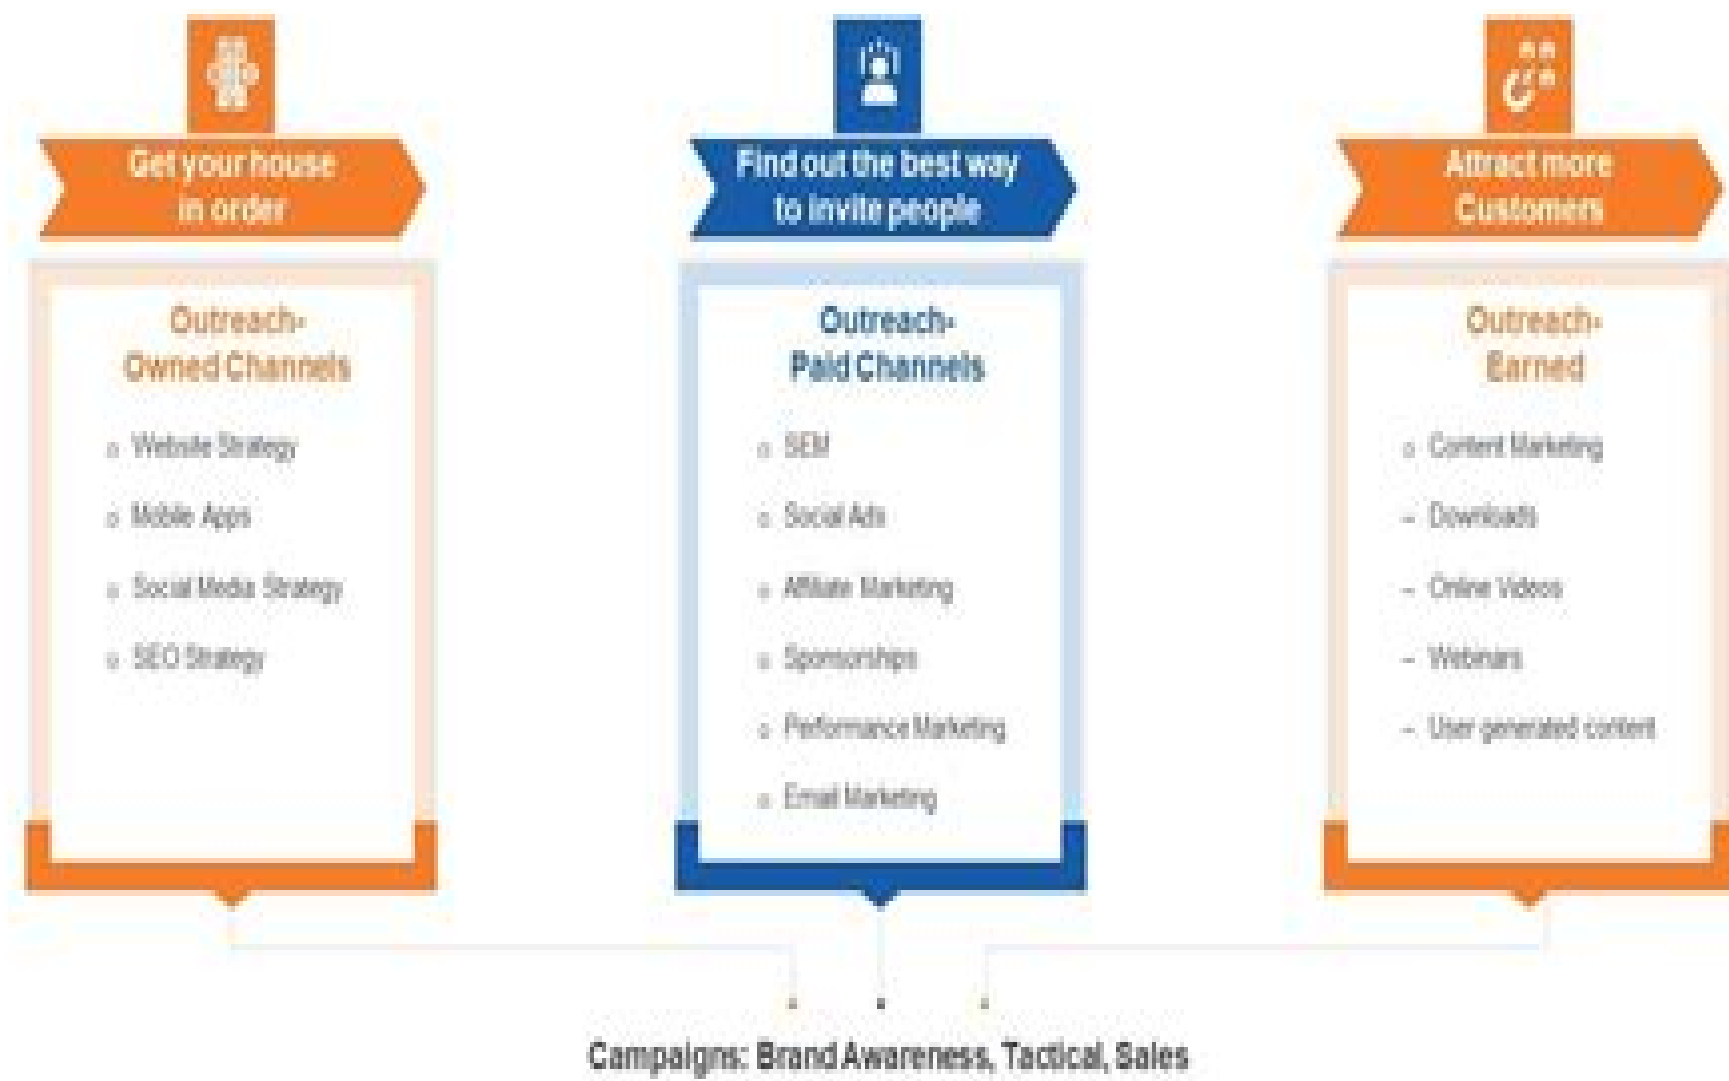 Get your house
in order
Outreach-
Owned Channels
o Website Strategy
o Mobile Apps
o Social Media Strategy
o SEO Strategy
Find out the best way
to invite people
Outreach-
Paid Channels
o SEM
o Social Ads
o Affiliate Marketing
o Sponsorships
o Performance Marketing
o Email Marketing
Attract more
Customers
Outreach-
Earned
o Content Marketing
– Downloads
– Online Videos
– Webinars
– User generated content
Campaigns: Brand Awareness, Tactical, Sales